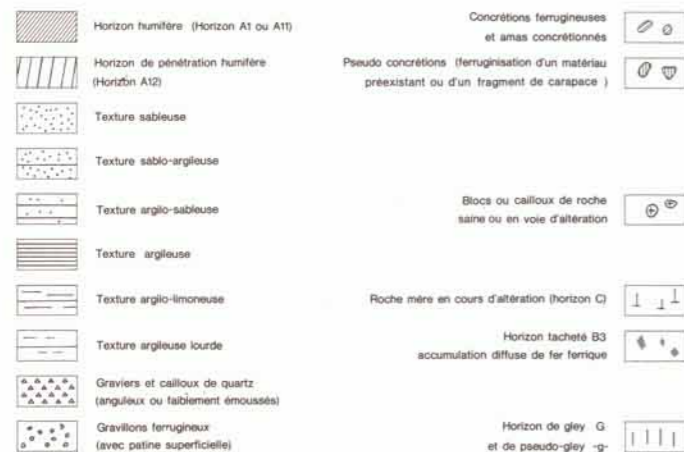 Horizon humifère (Horizon A1 ou A11)
Horizon de pénétration humifère
(Horizon A12)
Texture sableuse
Texture sablo-argileuse
Texture argilo-sableuse
Texture argileuse
Texture argilo-limoneuse
Texture argileuse lourde
Graviers et cailloux de quartz
(anguleux ou faiblement émoussés)
Gravillons ferrugineux
(avec patine superficielle)
Concrétions ferrugineuses
et amas concrétionnés
Pseudo concrétions (ferruginisation d'un matériau
préexistant ou d'un fragment de carapace )
Blocs ou cailloux de roche
saine ou en voie d'altération
Roche mère en cours d'altération (horizon C)
Horizon tacheté B3
accumulation diffuse de fer ferrique
Horizon de gley G
et de pseudo-gley -g-